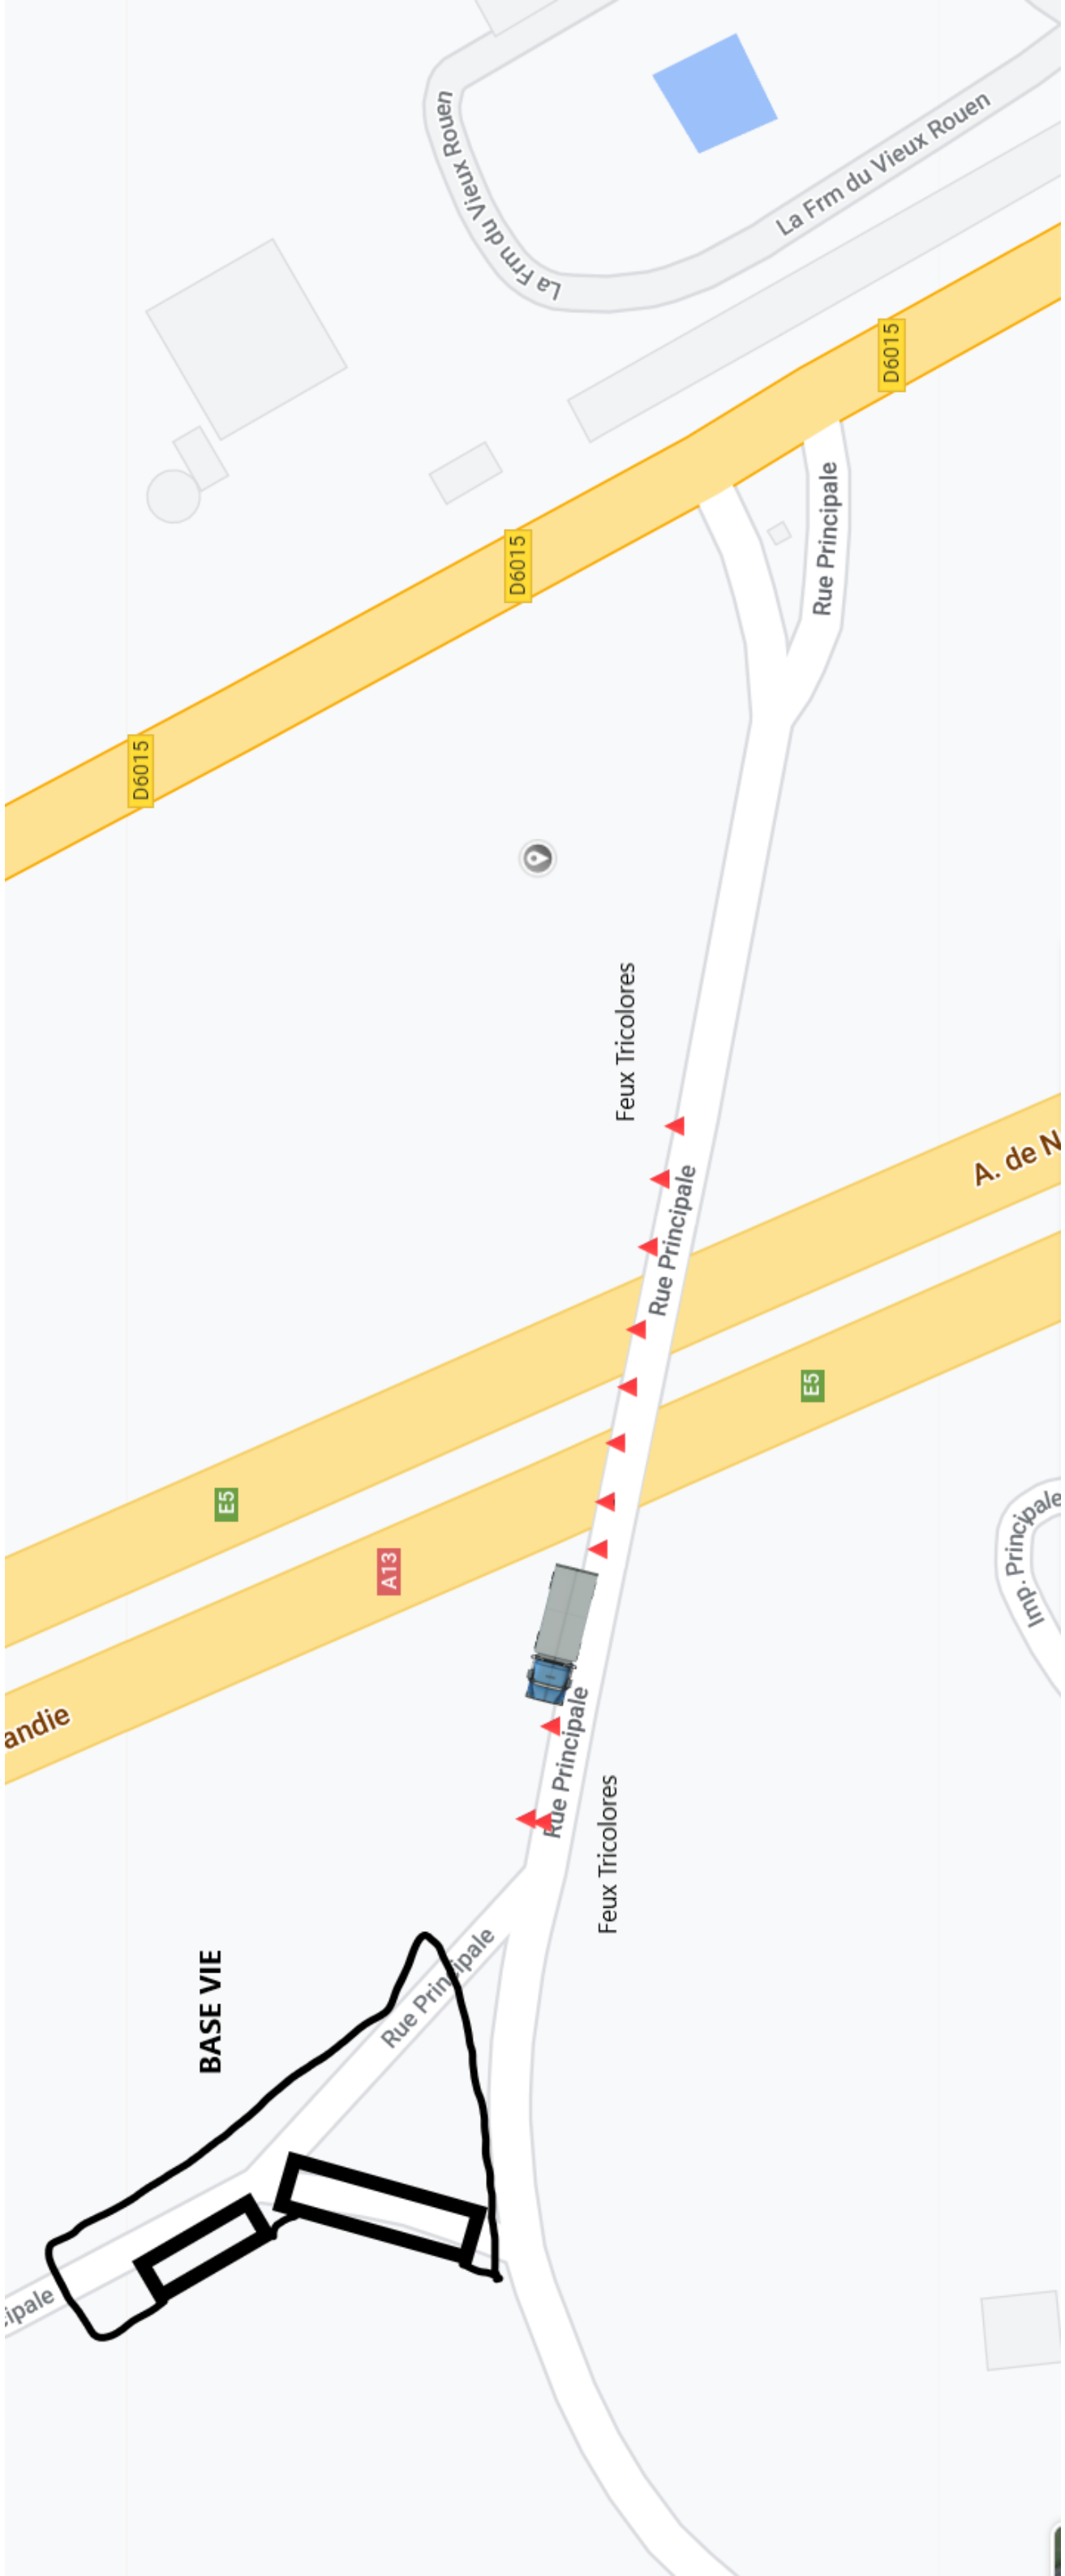 La Frm du Vieux Rouen
La Frm du Vieux Rouen
D6015
D6015
Rue Principale
D6015
Feux Tricolores
A. de N
Rue Principale
E5
E5
Imp. Principale
A13
andie
Rue Principale
Feux Tricolores
BASE VIE
Rue Principale
cipale